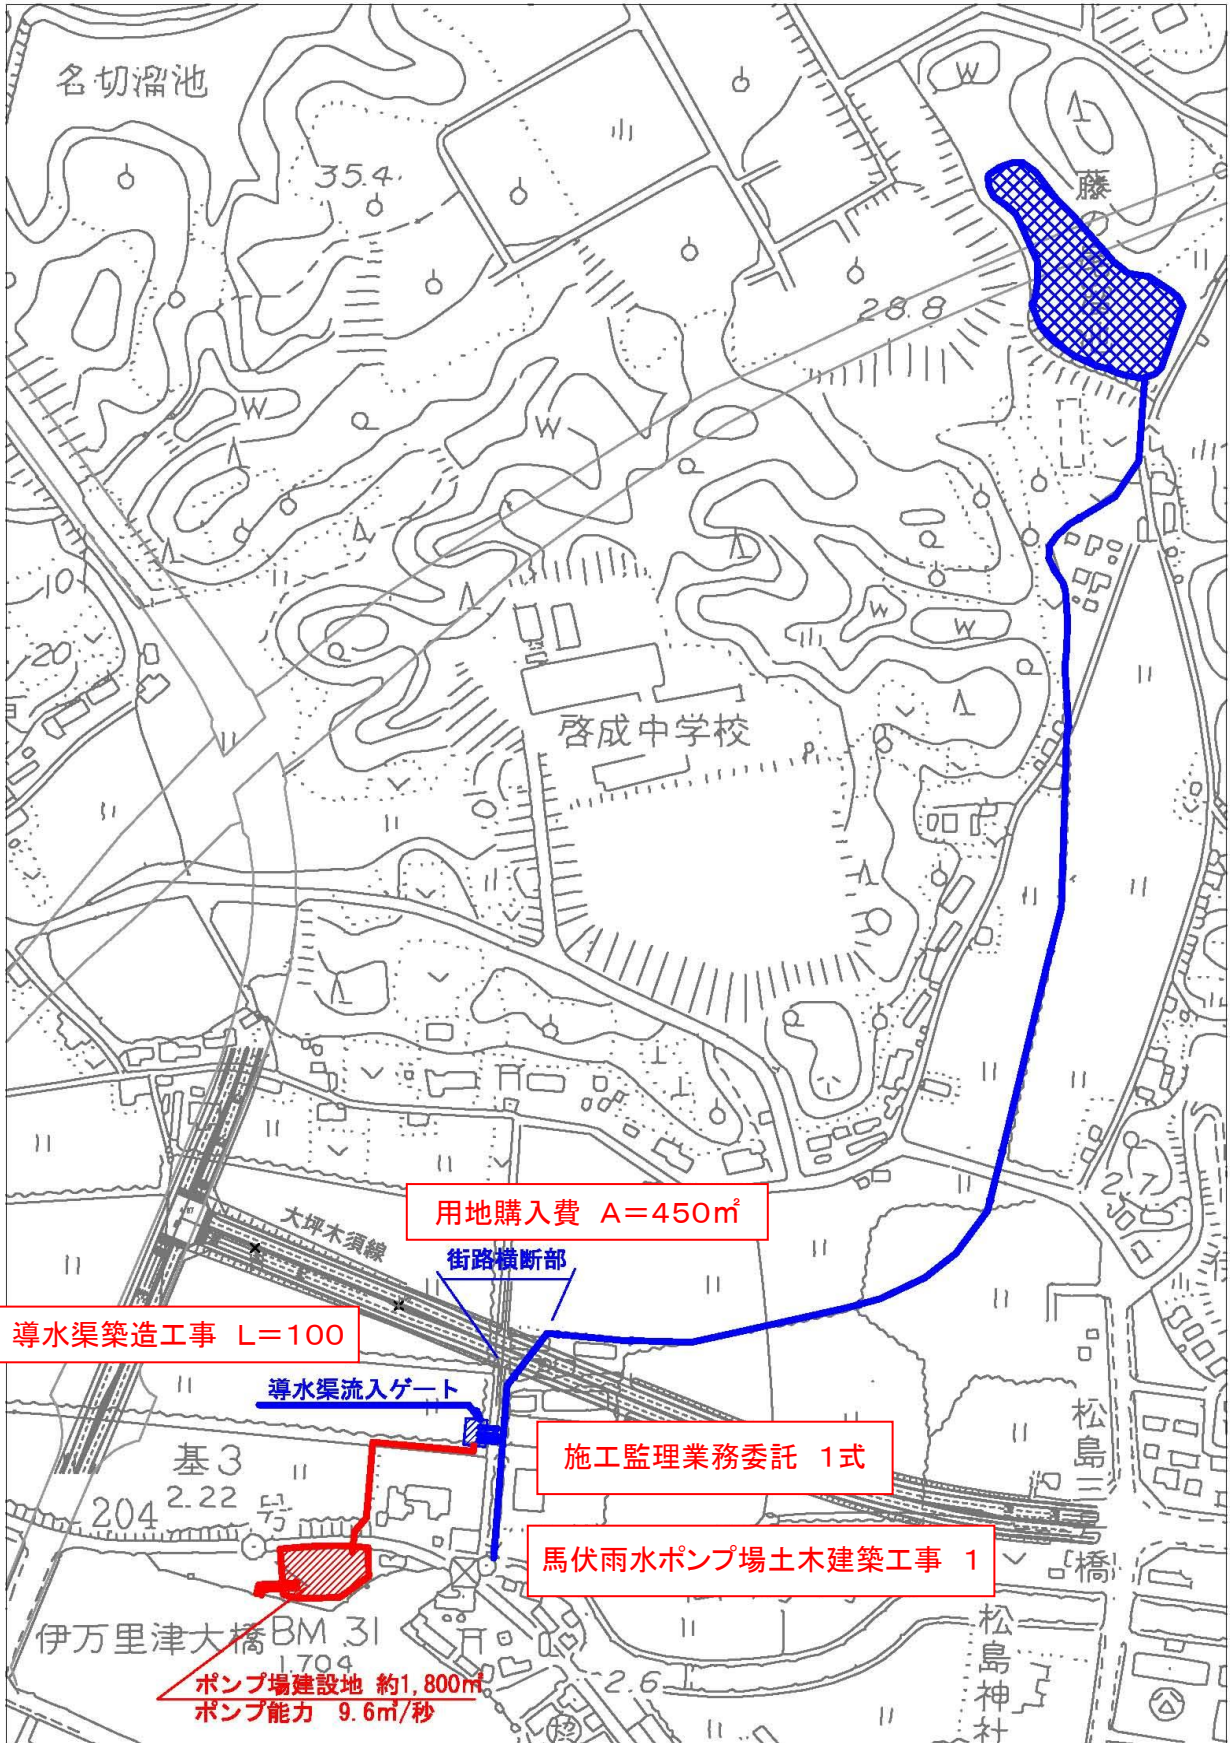 名切溜池
35.4
28.8
10
20
啓成中学校
27
用地購入費 A=450㎡
大坪木須線
街路横断部
導水渠築造工事 L=100
導水渠流入ゲート
施工監理業務委託 1式
基3
2.22
204
号
馬伏雨水ポンプ場土木建築工事 1
松島三号橋
伊万里津大橋
BM 31
1.704
ポンプ場建設地 約1,800㎡
ポンプ能力 9.6㎥/秒
2.6
松島神社